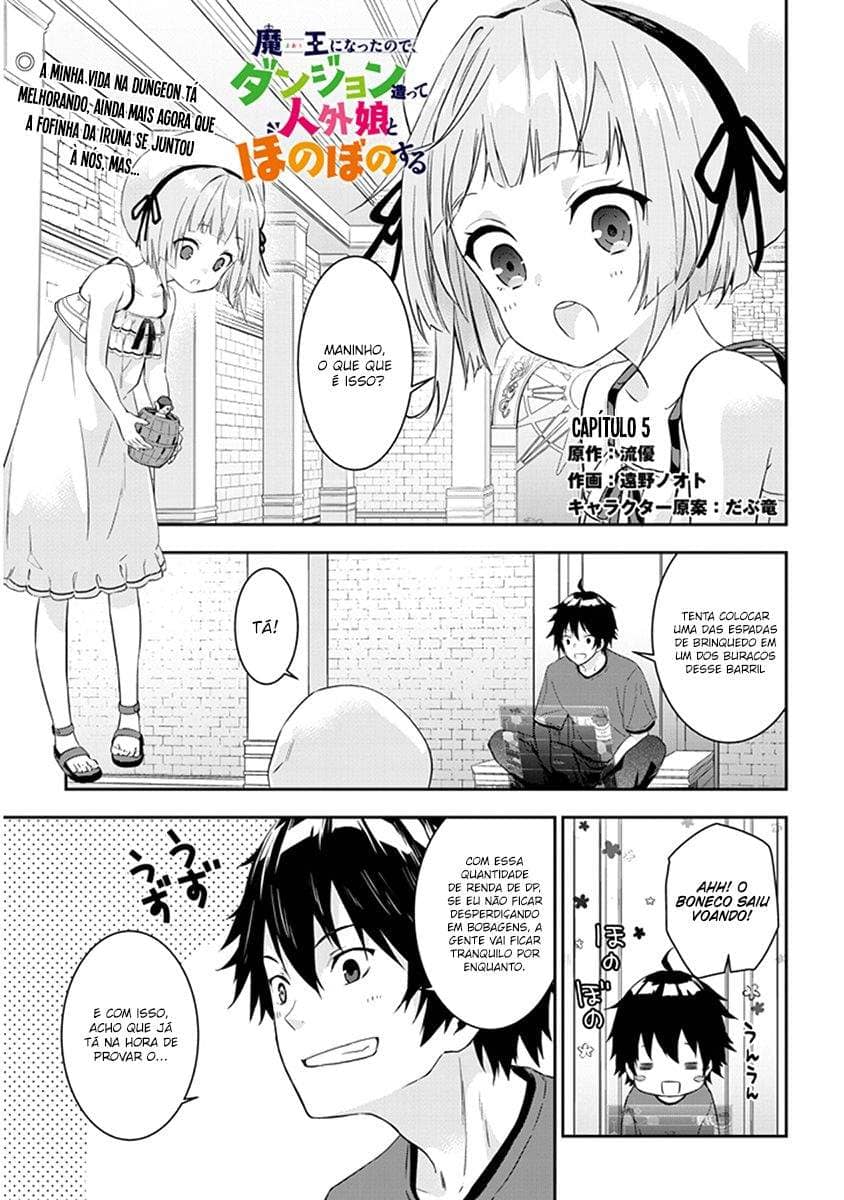 魔王になったので、
まおう
ダンジョン造って
人外娘と
ほのぼのする
A MINHA VIDA NA DUNGEON TÁ
MELHORANDO, AINDA MAIS AGORA QUE
A FOFINHA DA IRUNA SE JUNTOU
À NÓS, MAS...
MANINHO,
O QUE QUE
É ISSO?
CAPÍTULO 5
原作：流優
作画：遠野ノオト
キャラクター原案：だぶ竜
TENTA COLOCAR
UMA DAS ESPADAS
DE BRINQUEDO EM
UM DOS BURACOS
DESSE BARRIL
TÁ!
AHH! O
BONECO SAIU
VOANDO!
ほの
ぼの
うんうん
COM ESSA
QUANTIDADE
DE RENDA DE DP,
SE EU NÃO FICAR
DESPERDIÇANDO
EM BOBAGENS, A
GENTE VAI FICAR
TRANQUILO POR
ENQUANTO.
うず
うず
E COM ISSO,
ACHO QUE JÁ
TÁ NA HORA DE
PROVAR O...